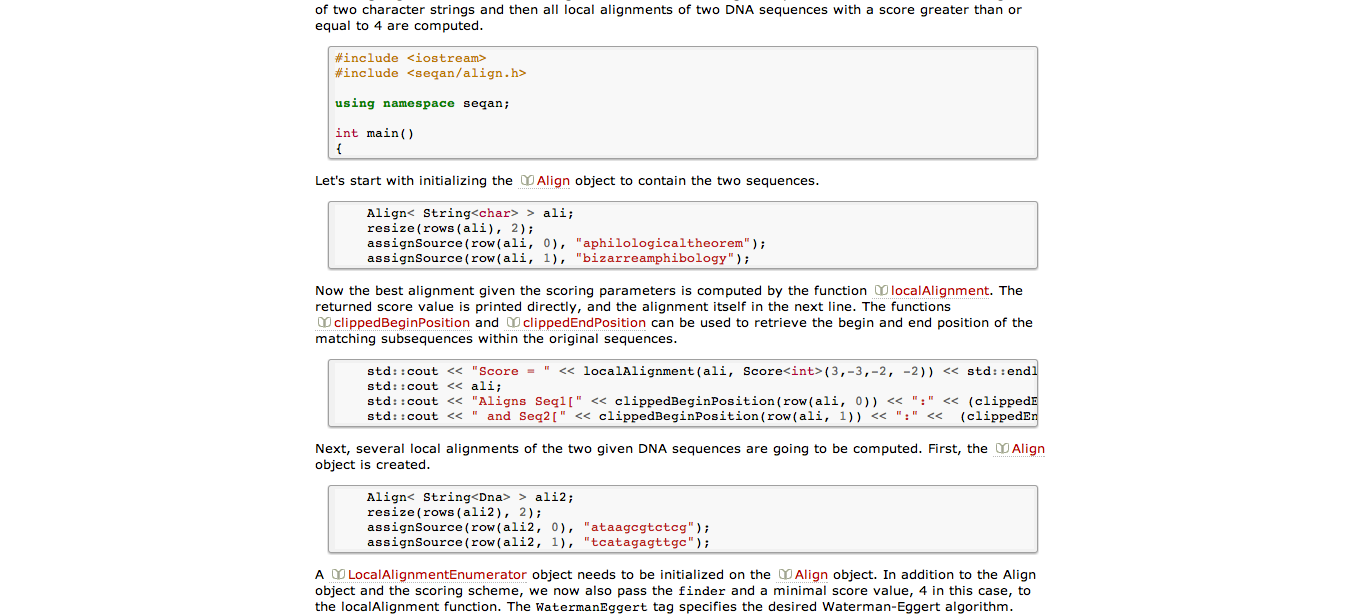 of two character strings and then all local alignments of two DNA sequences with a score greater than or
equal to 4 are computed.
#include <iostream>
#include <seqan/align.h>
using namespace seqan;
int main()
{
Let's start with initializing the Align object to contain the two sequences.
Align< String<char> > ali;
resize(rows(ali), 2);
assignSource(row(ali, 0), "aphilologicaltheorem");
assignSource(row(ali, 1), "bizarreamphibology");
Now the best alignment given the scoring parameters is computed by the function localAlignment. The
returned score value is printed directly, and the alignment itself in the next line. The functions
clippedBeginPosition and clippedEndPosition can be used to retrieve the begin and end position of the
matching subsequences within the original sequences.
std::cout << "Score = " << localAlignment(ali, Score<int>(3,-3,-2, -2)) << std::endl
std::cout << ali;
std::cout << "Aligns Seq1[" << clippedBeginPosition(row(ali, 0)) << ":" << (clippedE
std::cout << " and Seq2[" << clippedBeginPosition(row(ali, 1)) << ":" <<  (clippedEn
Next, several local alignments of the two given DNA sequences are going to be computed. First, the Align
object is created.
Align< String<Dna> > ali2;
resize(rows(ali2), 2);
assignSource(row(ali2, 0), "ataagcgtctcg");
assignSource(row(ali2, 1), "tcatagagttgc");
A LocalAlignmentEnumerator object needs to be initialized on the Align object. In addition to the Align
object and the scoring scheme, we now also pass the finder and a minimal score value, 4 in this case, to
the localAlignment function. The WatermanEggert tag specifies the desired Waterman-Eggert algorithm.